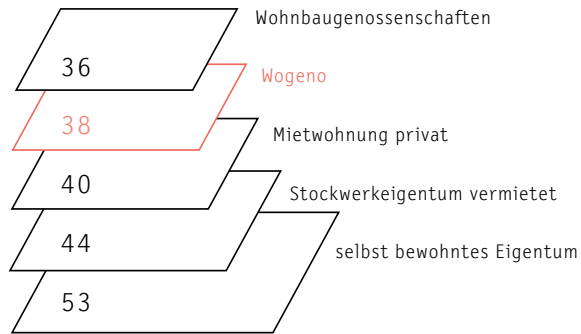 Wohnbaugenossenschaften
36
Wogeno
38
Mietwohnung privat
40
Stockwerkeigentum vermietet
44
selbst bewohntes Eigentum
53